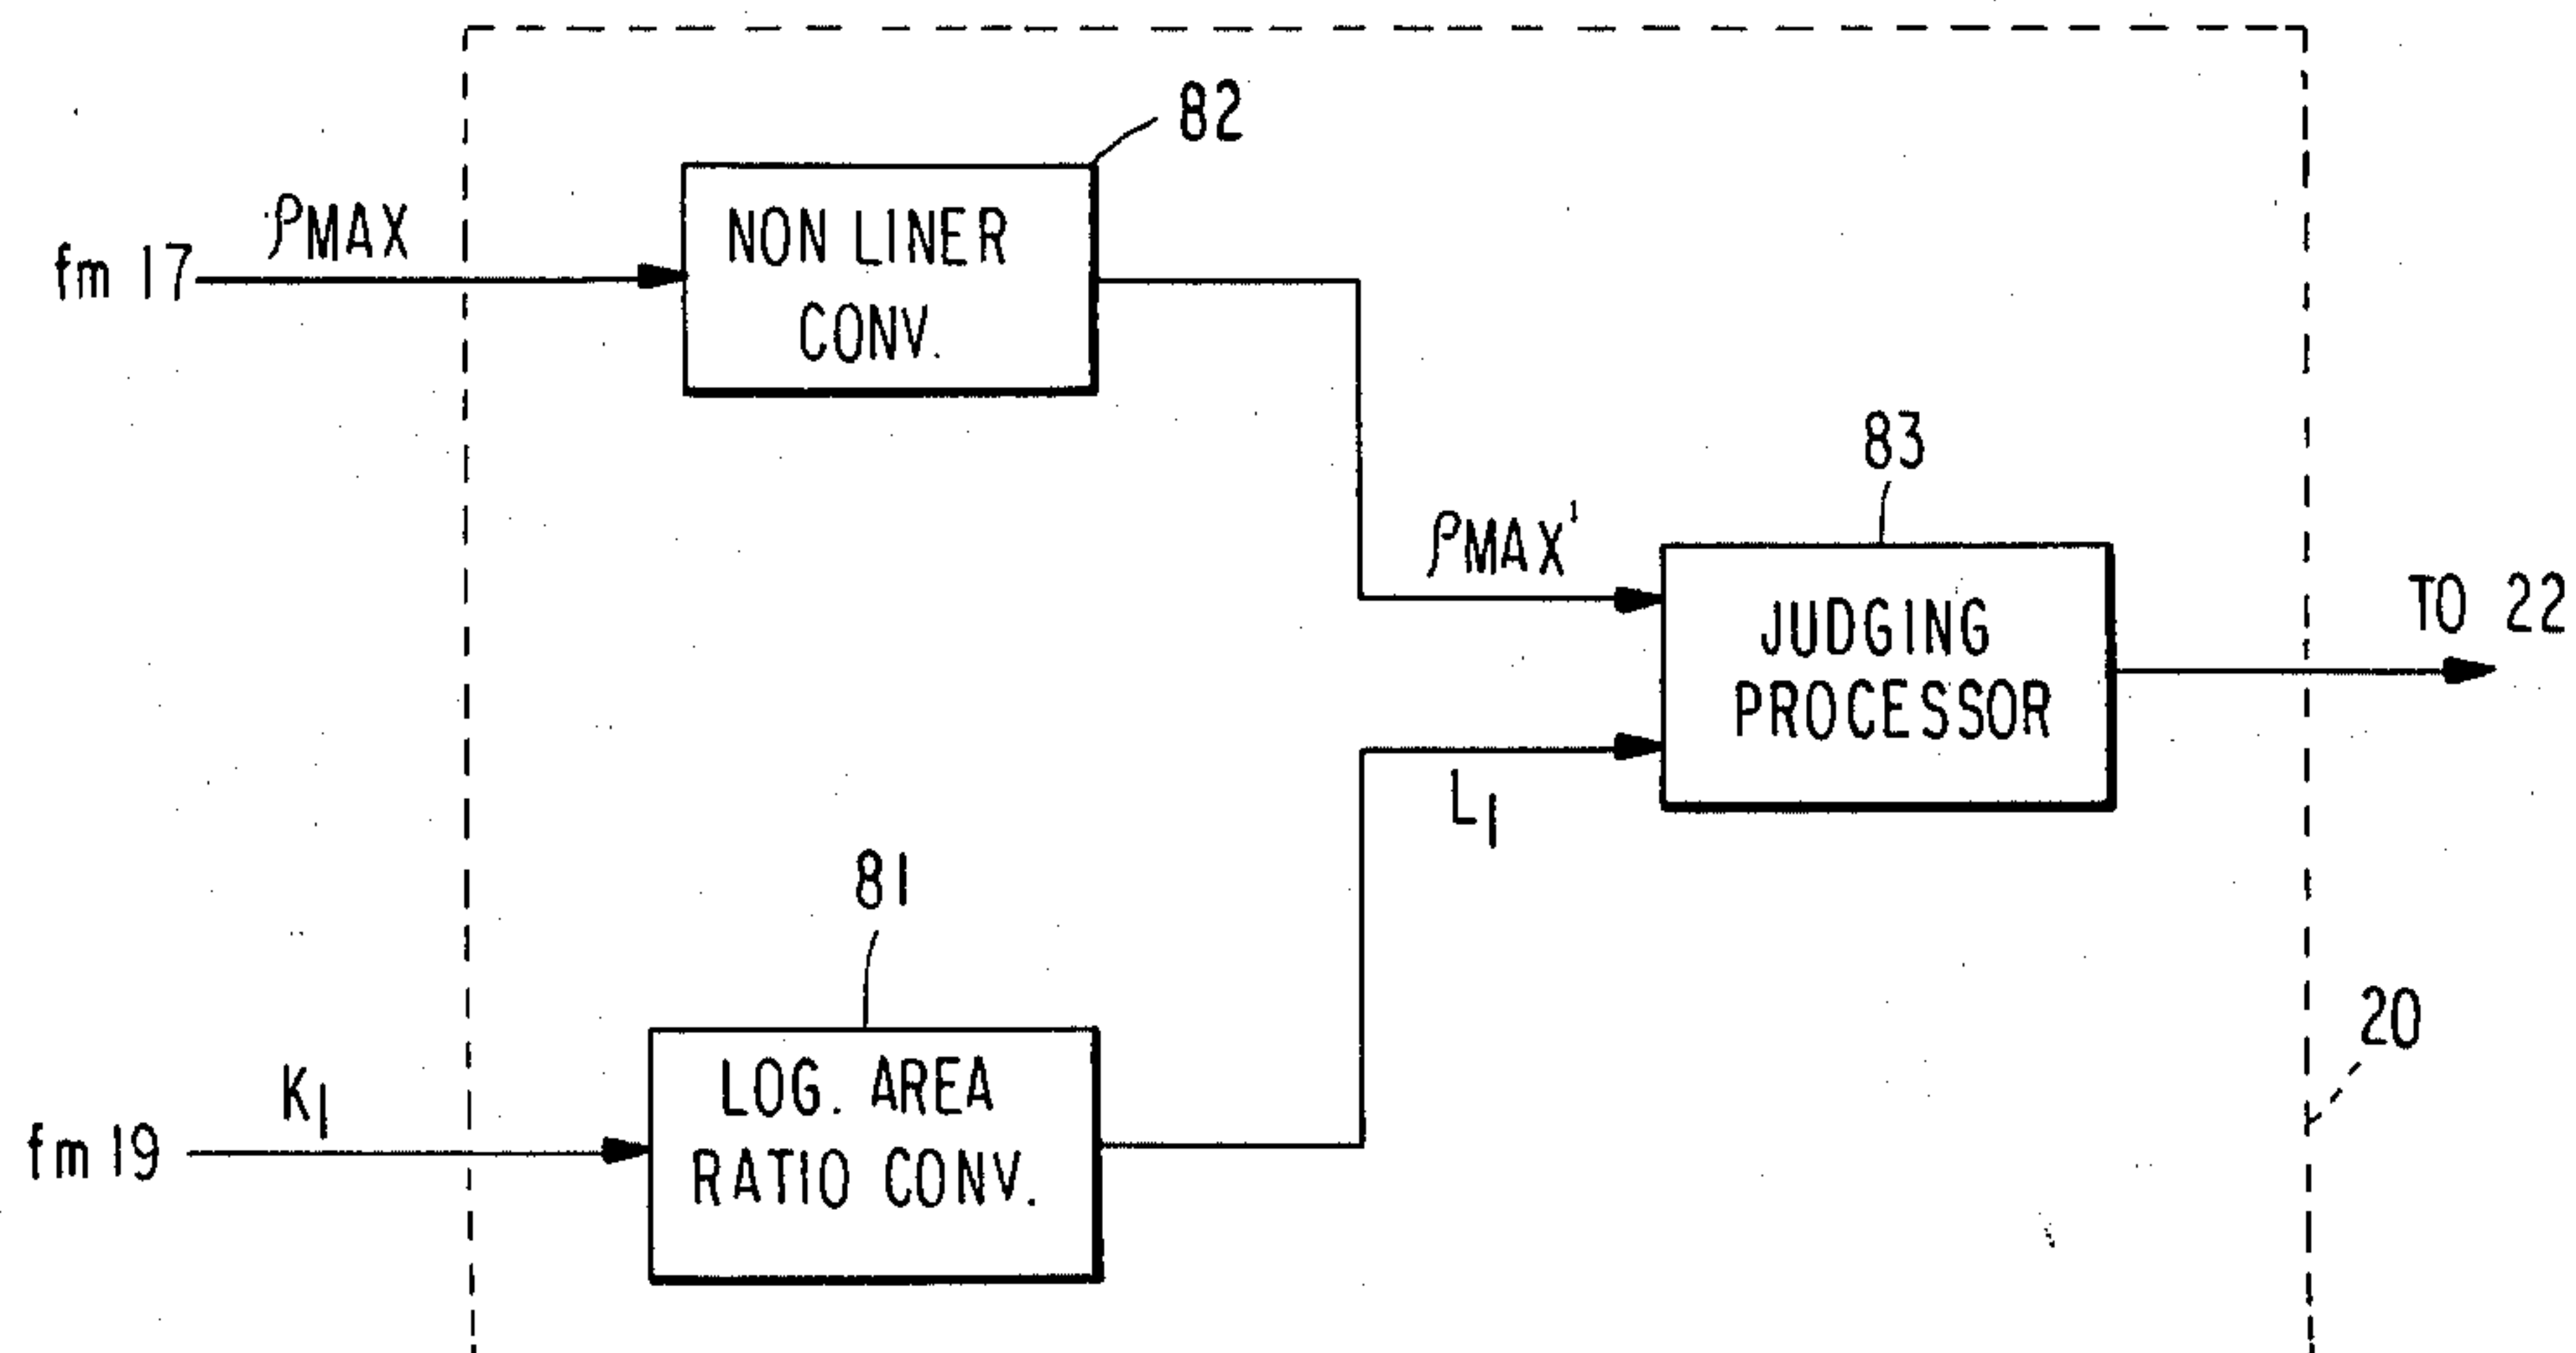 82
fm 17
ρMAX
NON LINER
CONV.
83
ρMAX'
JUDGING
PROCESSOR
TO 22
L1
81
20
fm 19
K1
LOG. AREA
RATIO CONV.